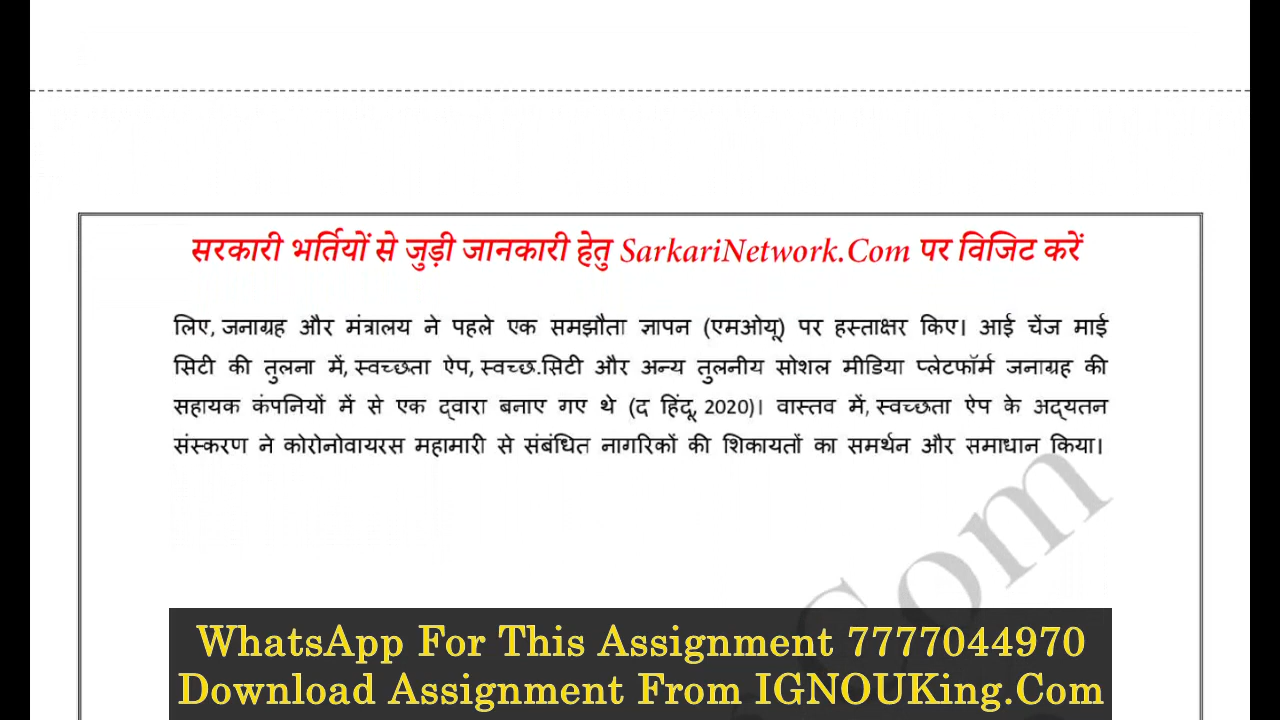 सरकारी भर्तियों से जुड़ी जानकारी हेतु SarkariNetwork.Com पर विजिट करें
लिए, जनाग्रह और मंत्रालय ने पहले एक समझौता ज्ञापन (एमओयू) पर हस्ताक्षर किए। आई चेंज माई
सिटी की तुलना में, स्वच्छता ऐप, स्वच्छ.सिटी और अन्य तुलनीय सोशल मीडिया प्लेटफॉर्म जनाग्रह की
सहायक कंपनियों में से एक द्वारा बनाए गए थे (द हिंदू, 2020)। वास्तव में, स्वच्छता ऐप के अद्यतन
संस्करण ने कोरोनोवायरस महामारी से संबंधित नागरिकों की शिकायतों का समर्थन और समाधान किया।
.Com
WhatsApp For This Assignment 7777044970
Download Assignment From IGNOUKing.Com